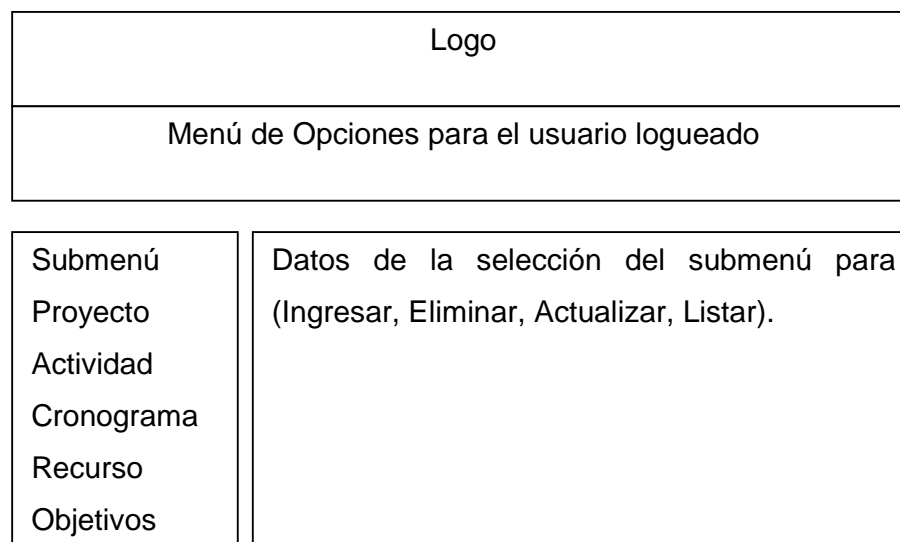 Logo
Menú de Opciones para el usuario logueado
Submenú
Proyecto
Actividad
Cronograma
Recurso
Objetivos
Datos de la selección del submenú para
(Ingresar, Eliminar, Actualizar, Listar).